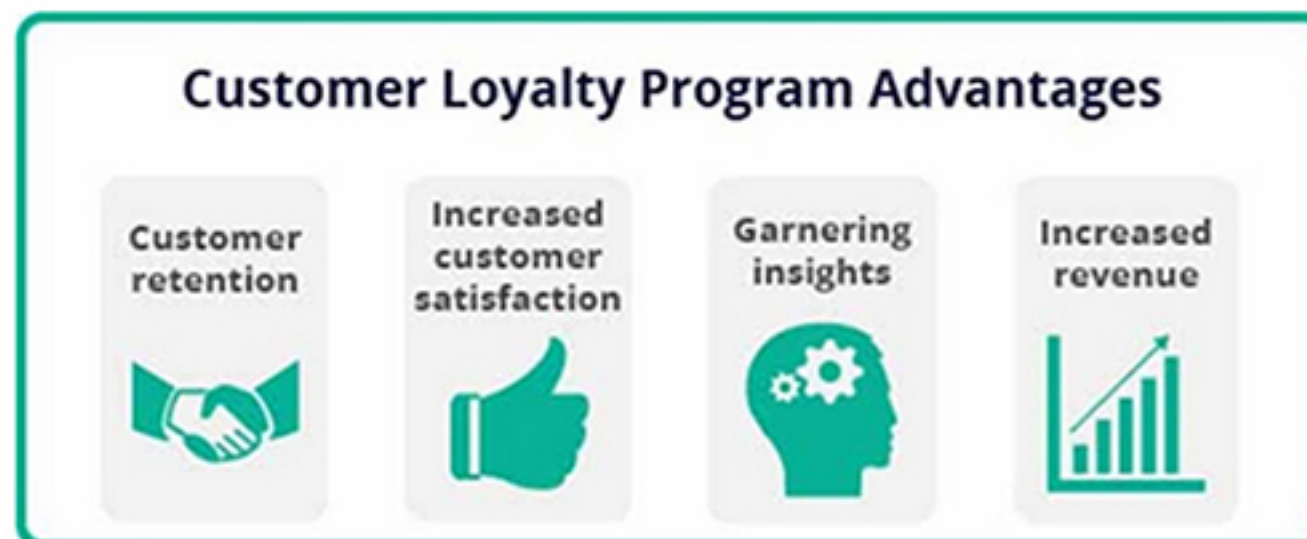 Customer Loyalty Program Advantages
Customer
retention
Increased
customer
satisfaction
Garnering
insights
Increased
revenue